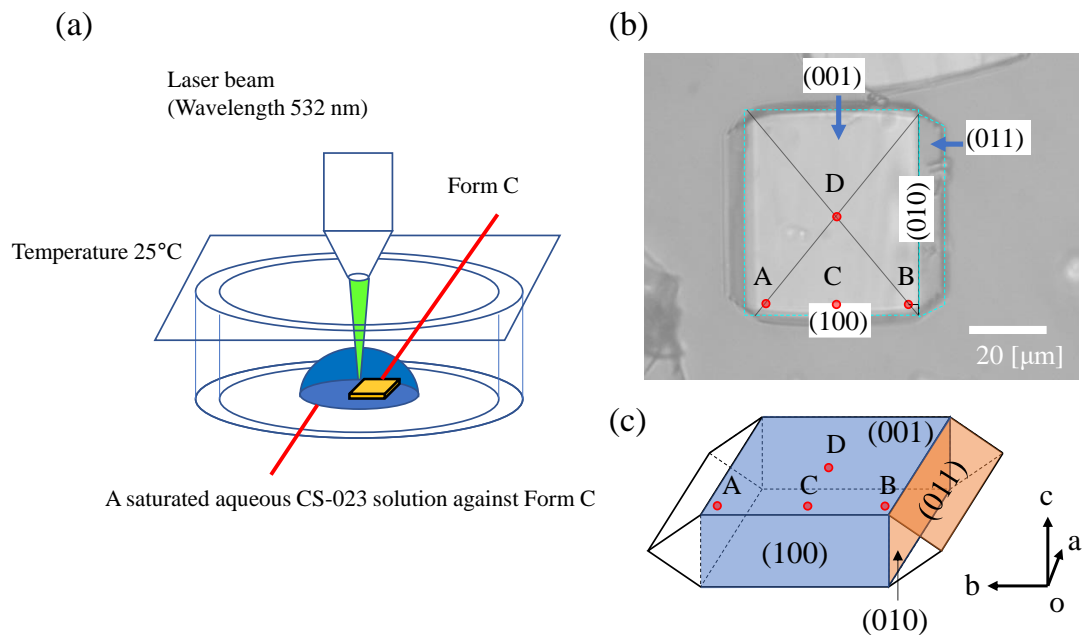 (a)
Laser beam
(Wavelength 532 nm)
Form C
Temperature 25°C
A saturated aqueous CS-023 solution against Form C
(b)
(001)
(011)
D
(010)
A
C
B
(100)
20 [μm]
(c)
(001)
D
A
C
B
(011)
(100)
(010)
c
a
b
o